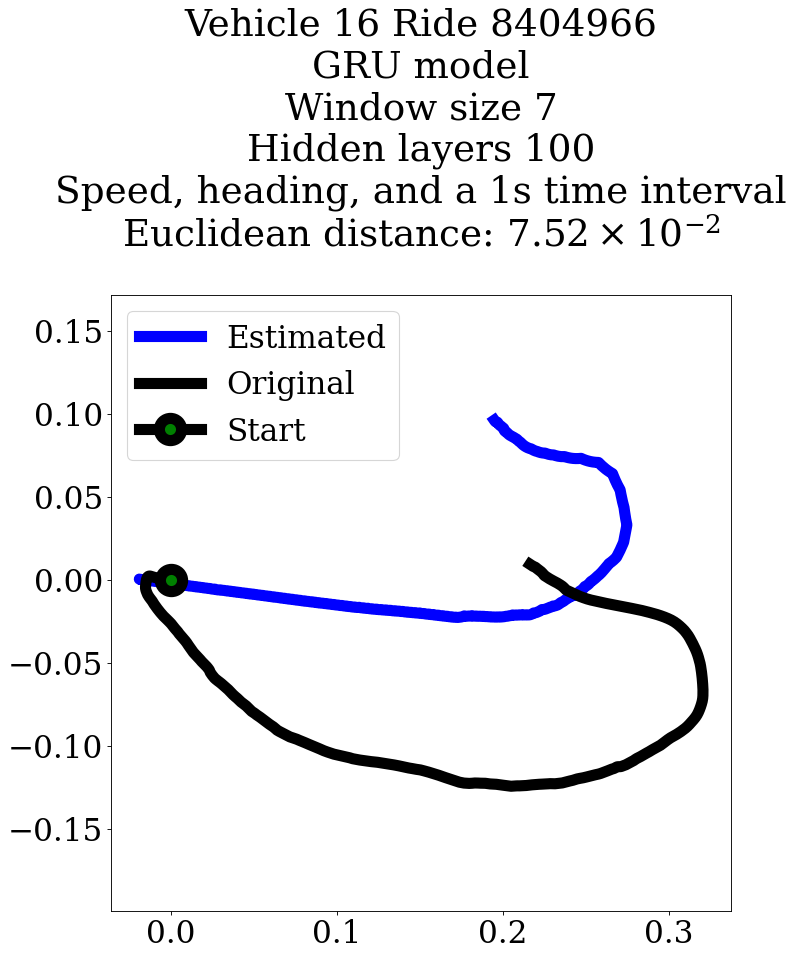 Vehicle 16 Ride 8404966
GRU model
Window size 7
Hidden layers 100
Speed, heading, and a 1s time interval
Euclidean distance: 7.52 × 10⁻²
Estimated
Original
Start
0.15
0.10
0.05
0.00
−0.05
−0.10
−0.15
0.0 0.1 0.2 0.3